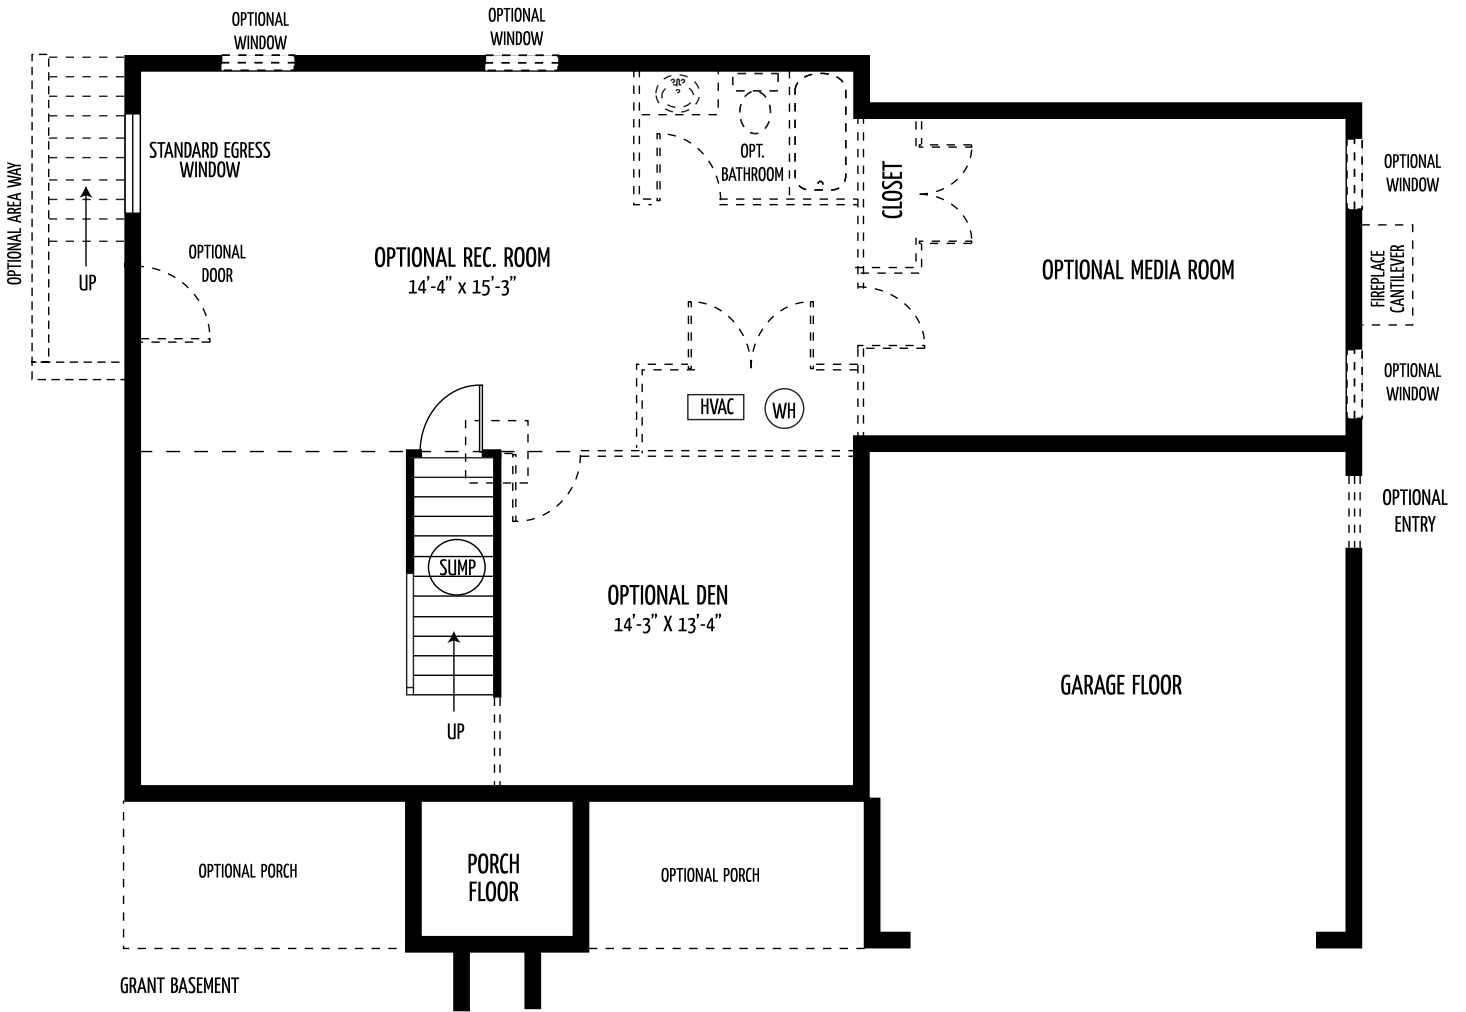 OPTIONAL
WINDOW
OPTIONAL
WINDOW
OPTIONAL AREA WAY
UP
STANDARD EGRESS
WINDOW
OPTIONAL
DOOR
OPTIONAL REC. ROOM
14'-4" x 15'-3"
OPT.
BATHROOM
CLOSET
OPTIONAL MEDIA ROOM
OPTIONAL
WINDOW
FIREPLACE
CANTILEVER
OPTIONAL
WINDOW
HVAC
WH
OPTIONAL
ENTRY
SUMP
UP
OPTIONAL DEN
14'-3" X 13'-4"
GARAGE FLOOR
OPTIONAL PORCH
PORCH
FLOOR
OPTIONAL PORCH
GRANT BASEMENT